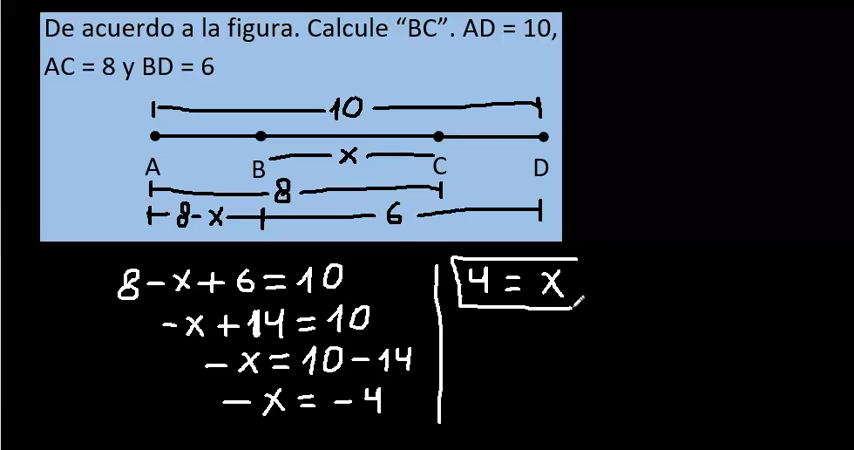 De acuerdo a la figura. Calcule “BC”. AD = 10,
AC = 8 y BD = 6
10
x
A B C D
8
8-x 6
8-x+6=10
-x+14=10
-x=10-14
-x=-4
4=x